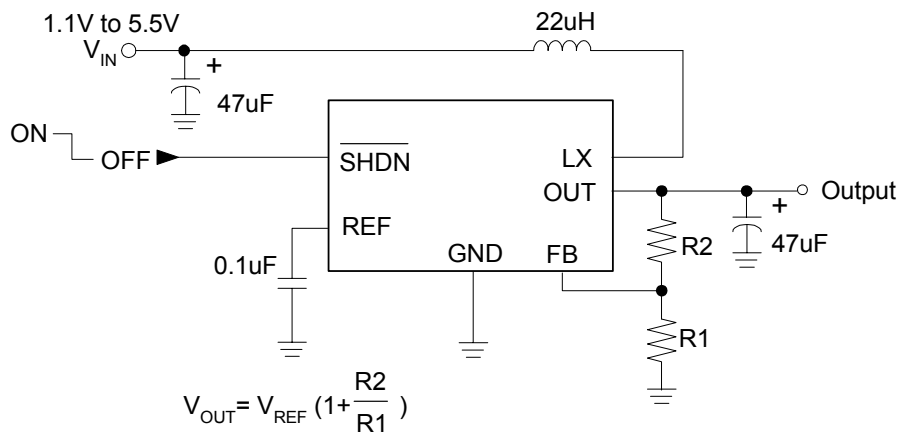 1.1V to 5.5V
VIN
22uH
+
47uF
ON
OFF
SHDN
LX
OUT
Output
REF
+
47uF
R2
0.1uF
GND
FB
R1
VOUT= VREF (1+R2/R1)